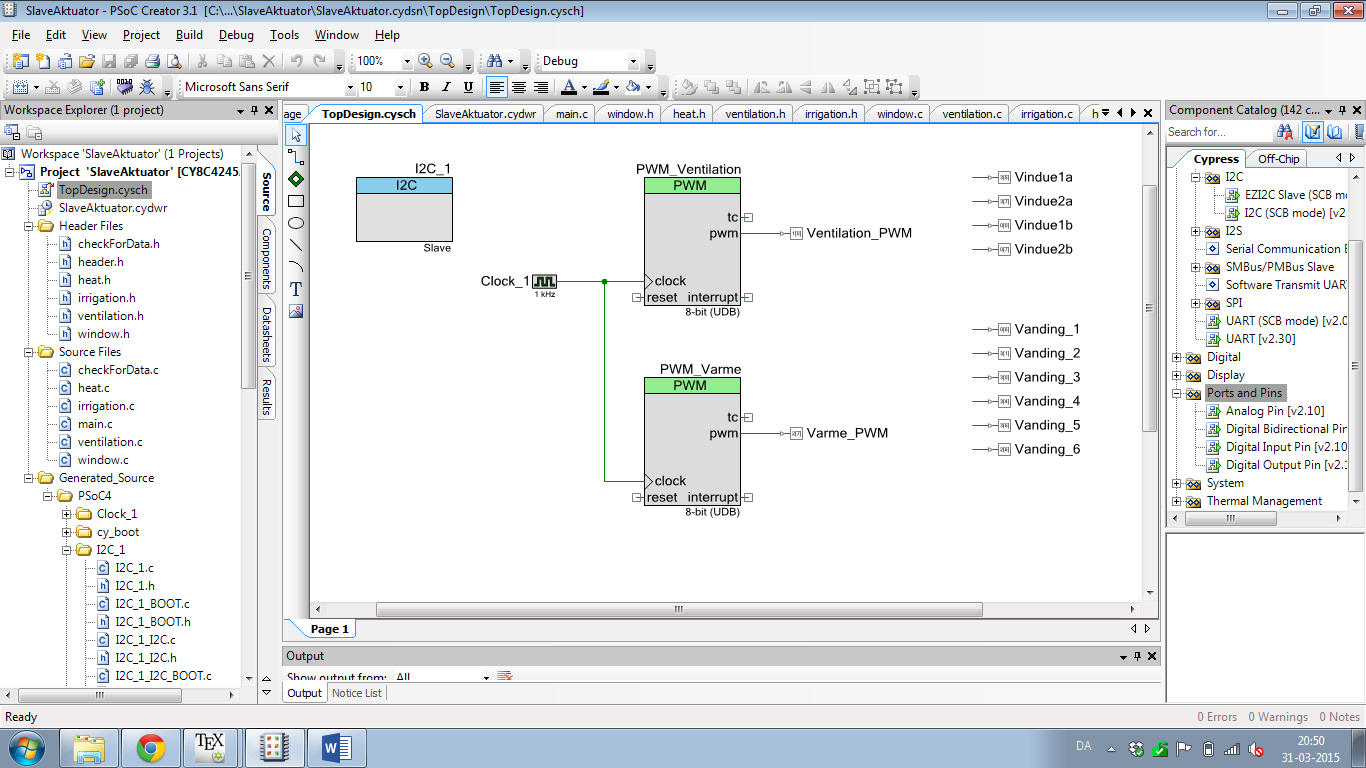 SlaveAktuator - PSoC Creator 3.1 [C:\...\SlaveAktuator\SlaveAktuator.cydsn\TopDesign\TopDesign.cysch]
File Edit View Project Build Debug Tools Window Help
100% Debug
Microsoft Sans Serif 10 B I U A
Workspace Explorer (1 project)
Workspace 'SlaveAktuator' (1 Projects)
Project 'SlaveAktuator' [CY8C4245
TopDesign.cysch
SlaveAktuator.cydwr
Header Files
checkForData.h
header.h
heat.h
irrigation.h
ventilation.h
window.h
Source Files
checkForData.c
heat.c
irrigation.c
main.c
ventilation.c
window.c
Generated_Source
PSoC4
Clock_1
cy_boot
I2C_1
I2C_1.c
I2C_1.h
I2C_1_BOOT.c
I2C_1_BOOT.h
I2C_1_I2C.c
I2C_1_I2C.h
I2C_1_I2C_BOOT.c
Source
Components
Datasheets
Results
age TopDesign.cysch SlaveAktuator.cydwr main.c window.h heat.h ventilation.h irrigation.h window.c ventilation.c irrigation.c h
T
I2C_1
I2C
Slave
Clock_1
1 kHz
PWM_Ventilation
PWM
tc
pwm
Ventilation_PWM
clock
reset interrupt
8-bit (UDB)
PWM_Varme
PWM
tc
pwm
Varme_PWM
clock
reset interrupt
8-bit (UDB)
Vindue1a
Vindue2a
Vindue1b
Vindue2b
Vanding_1
Vanding_2
Vanding_3
Vanding_4
Vanding_5
Vanding_6
Page 1
Output
Show output from: All
Output Notice List
Component Catalog (142 c...
Search for...
Cypress Off-Chip
I2C
EZI2C Slave (SCB m
I2C (SCB mode) [v2
I2S
Serial Communication
SMBus/PMBus Slave
Software Transmit UAR
SPI
UART (SCB mode) [v2.0
UART [v2.30]
Digital
Display
Ports and Pins
Analog Pin [v2.10]
Digital Bidirectional Pin
Digital Input Pin [v2.10
Digital Output Pin [v2.1
System
Thermal Management
Ready
0 Errors 0 Warnings 0 Notes
TEX W
DA
20:50
31-03-2015